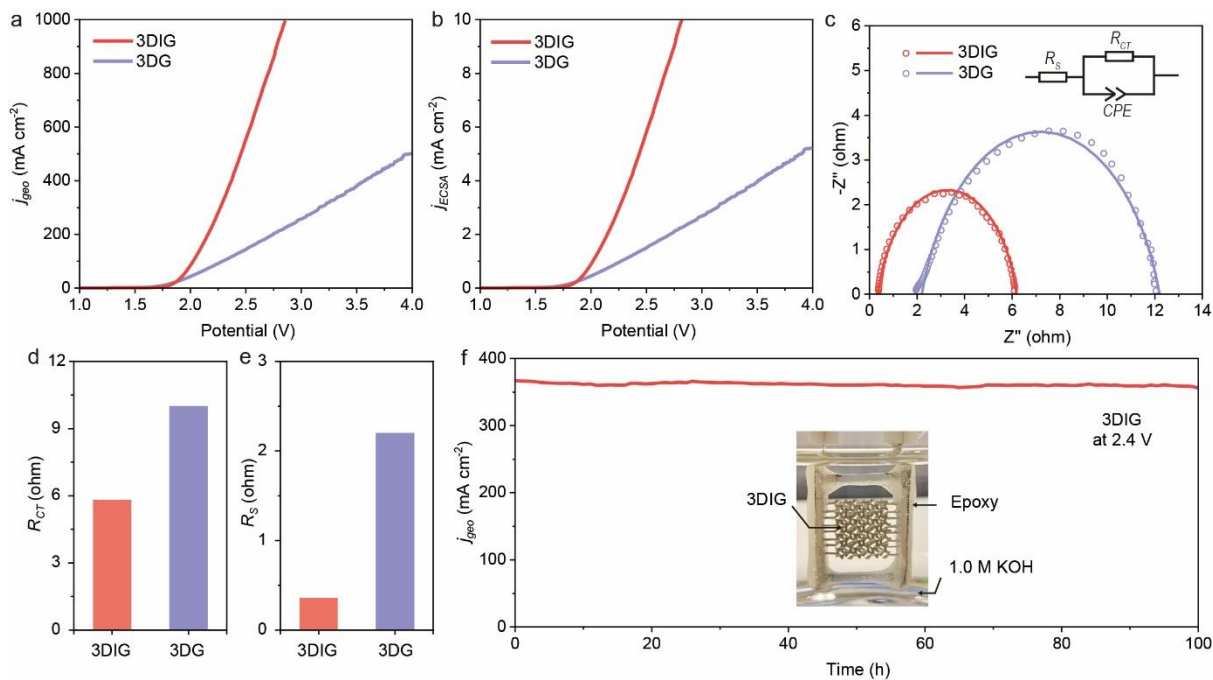 a
1000
800
600
400
200
0
j_geo (mA cm⁻²)
3DIG
3DG
1.0 1.5 2.0 2.5 3.0 3.5 4.0
Potential (V)
b
10
8
6
4
2
0
j_ECSA (mA cm⁻²)
3DIG
3DG
1.0 1.5 2.0 2.5 3.0 3.5 4.0
Potential (V)
c
6
5
4
3
2
1
0
-Z" (ohm)
3DIG
3DG
R_S
R_CT
CPE
0 2 4 6 8 10 12 14
Z" (ohm)
d
12
9
6
3
0
R_CT (ohm)
3DIG 3DG
e
3
2
1
0
R_S (ohm)
3DIG 3DG
f
400
350
300
250
200
150
100
50
0
j_geo (mA cm⁻²)
3DIG
at 2.4 V
3DIG
Epoxy
1.0 M KOH
0 20 40 60 80 100
Time (h)